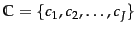 ℂ = {c₁, c₂, …, c_J}